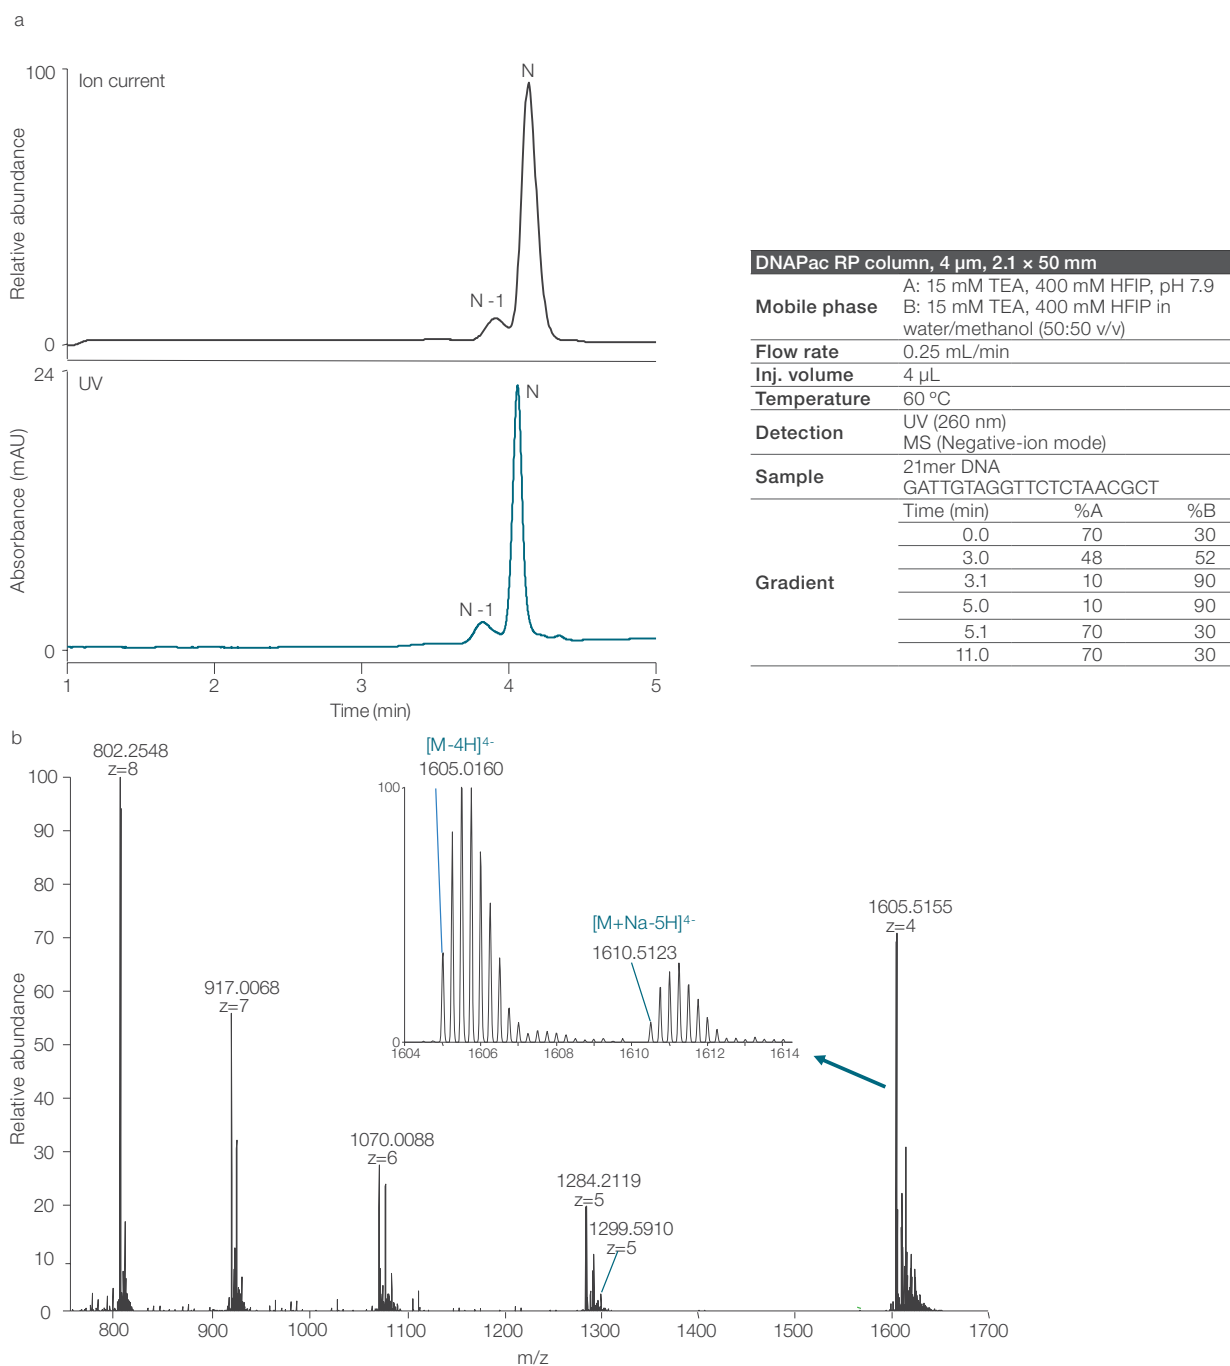 a
100
Ion current
N
Relative abundance
N -1
0
24
UV
N
Absorbance (mAU)
N -1
0
1 2 3 4 5
Time (min)
DNAPac RP column, 4 µm, 2.1 × 50 mm
Mobile phase
A: 15 mM TEA, 400 mM HFIP, pH 7.9
B: 15 mM TEA, 400 mM HFIP in
water/methanol (50:50 v/v)
Flow rate 0.25 mL/min
Inj. volume 4 µL
Temperature 60 ºC
Detection
UV (260 nm)
MS (Negative-ion mode)
Sample
21mer DNA
GATTGTAGGTTCTCTAACGCT
Gradient
Time (min) %A %B
0.0 70 30
3.0 48 52
3.1 10 90
5.0 10 90
5.1 70 30
11.0 70 30
b
802.2548
z=8
917.0068
z=7
1070.0088
z=6
1284.2119
z=5
1299.5910
z=5
1605.5155
z=4
[M-4H]4-
1605.0160
[M+Na-5H]4-
1610.5123
100
0
1604 1606 1608 1610 1612 1614
Relative abundance
100
90
80
70
60
50
40
30
20
10
0
800 900 1000 1100 1200 1300 1400 1500 1600 1700
m/z